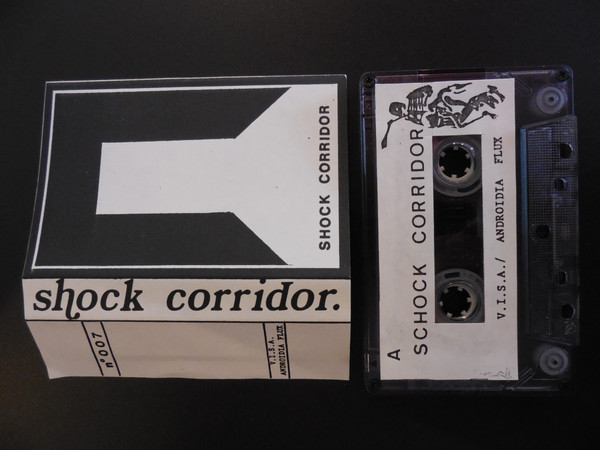 SHOCK CORRIDOR
shock corridor.
n°007
V.I.S.A.
ANDROIDIA FLUX
A
SCHOCK CORRIDOR
V.I.S.A./ ANDROIDIA FLUX